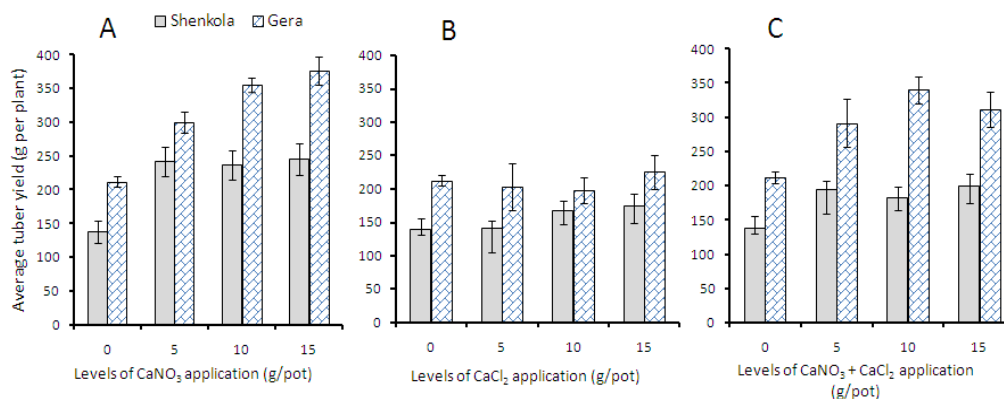 A
Shenkola
Gera
B
C
Average tuber yield (g per plant)
400
350
300
250
200
150
100
50
0
0 5 10 15
Levels of CaNO₃ application (g/pot)
400
350
300
250
200
150
100
50
0
0 5 10 15
Levels of CaCl₂ application (g/pot)
400
350
300
250
200
150
100
50
0
0 5 10 15
Levels of CaNO₃ + CaCl₂ application
(g/pot)